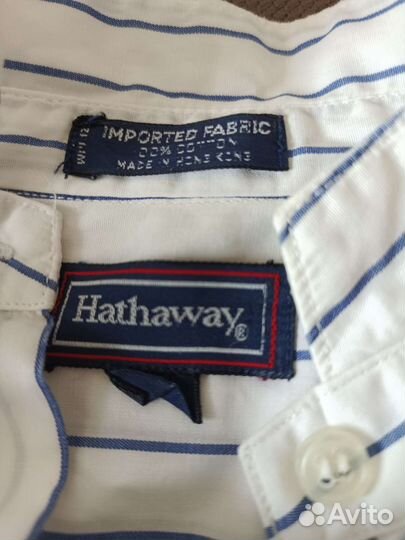 IMPORTED FABRIC
100% COTTON
MADE IN HONG KONG
Hathaway®
Avito